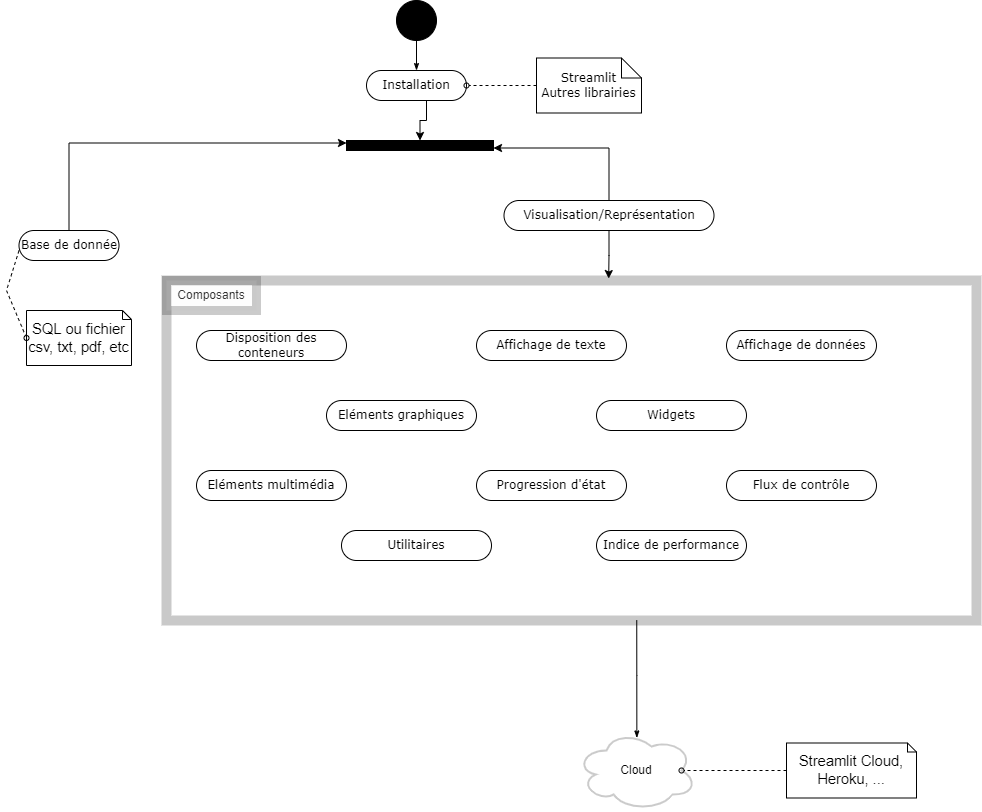 Installation
Streamlit
Autres librairies
Visualisation/Représentation
Base de donnée
SQL ou fichier
csv, txt, pdf, etc
Composants
Disposition des
conteneurs
Affichage de texte
Affichage de données
Eléments graphiques
Widgets
Eléments multimédia
Progression d'état
Flux de contrôle
Utilitaires
Indice de performance
Cloud
Streamlit Cloud,
Heroku, ...